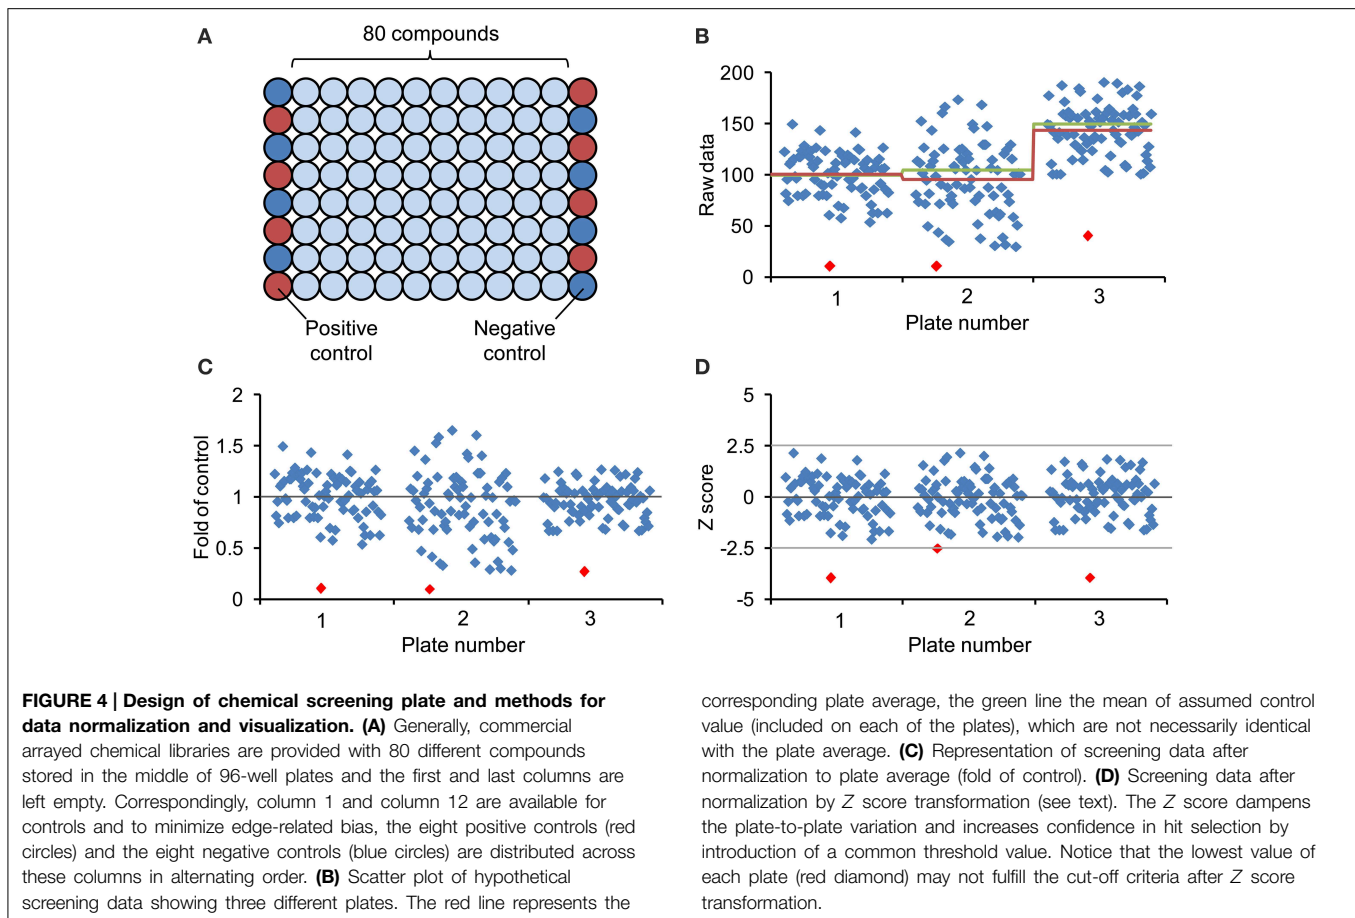 A
80 compounds
Positive
control
Negative
control
B
200
150
100
50
0
Raw data
1
2
3
Plate number
C
2
1.5
1
0.5
0
Fold of control
1
2
3
Plate number
D
5
2.5
0
-2.5
-5
Z score
1
2
3
Plate number
FIGURE 4 | Design of chemical screening plate and methods for
data normalization and visualization. (A) Generally, commercial
arrayed chemical libraries are provided with 80 different compounds
stored in the middle of 96-well plates and the first and last columns are
left empty. Correspondingly, column 1 and column 12 are available for
controls and to minimize edge-related bias, the eight positive controls (red
circles) and the eight negative controls (blue circles) are distributed across
these columns in alternating order. (B) Scatter plot of hypothetical
screening data showing three different plates. The red line represents the
corresponding plate average, the green line the mean of assumed control
value (included on each of the plates), which are not necessarily identical
with the plate average. (C) Representation of screening data after
normalization to plate average (fold of control). (D) Screening data after
normalization by Z score transformation (see text). The Z score dampens
the plate-to-plate variation and increases confidence in hit selection by
introduction of a common threshold value. Notice that the lowest value of
each plate (red diamond) may not fulfill the cut-off criteria after Z score
transformation.